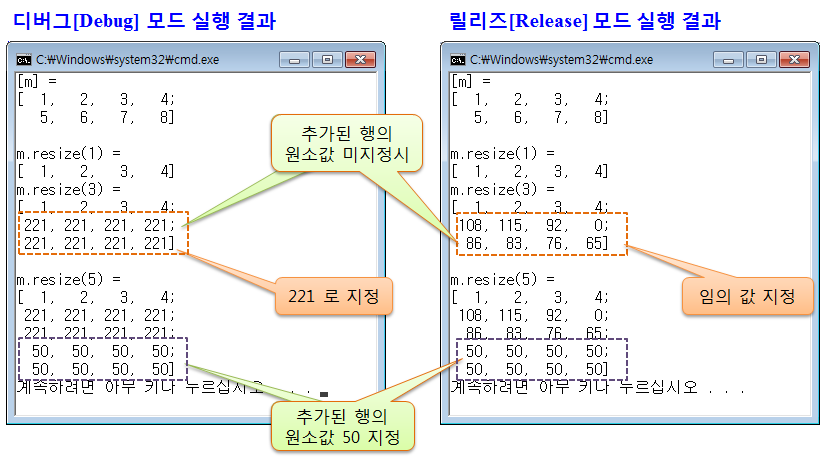 디버그[Debug] 모드 실행 결과
C:₩Windows₩system32₩cmd.exe
[m] =
[  1,   2,   3,   4;
   5,   6,   7,   8]
m.resize(1) =
[  1,   2,   3,   4]
m.resize(3) =
[  1,   2,   3,   4;
 221, 221, 221, 221;
 221, 221, 221, 221]
m.resize(5) =
[  1,   2,   3,   4;
 221, 221, 221, 221;
 221, 221, 221, 221;
  50,  50,  50,  50;
  50,  50,  50,  50]
계속하려면 아무 키나 누르십시오 . . .
추가된 행의
원소값 미지정시
221 로 지정
추가된 행의
원소값 50 지정
릴리즈[Release] 모드 실행 결과
C:₩Windows₩system32₩cmd.exe
[m] =
[  1,   2,   3,   4;
   5,   6,   7,   8]
m.resize(1) =
[  1,   2,   3,   4]
m.resize(3) =
[  1,   2,   3,   4;
 108, 115,  92,   0;
  86,  83,  76,  65]
m.resize(5) =
[  1,   2,   3,   4;
 108, 115,  92,   0;
  86,  83,  76,  65;
  50,  50,  50,  50;
  50,  50,  50,  50]
계속하려면 아무 키나 누르십시오 . . .
임의 값 지정